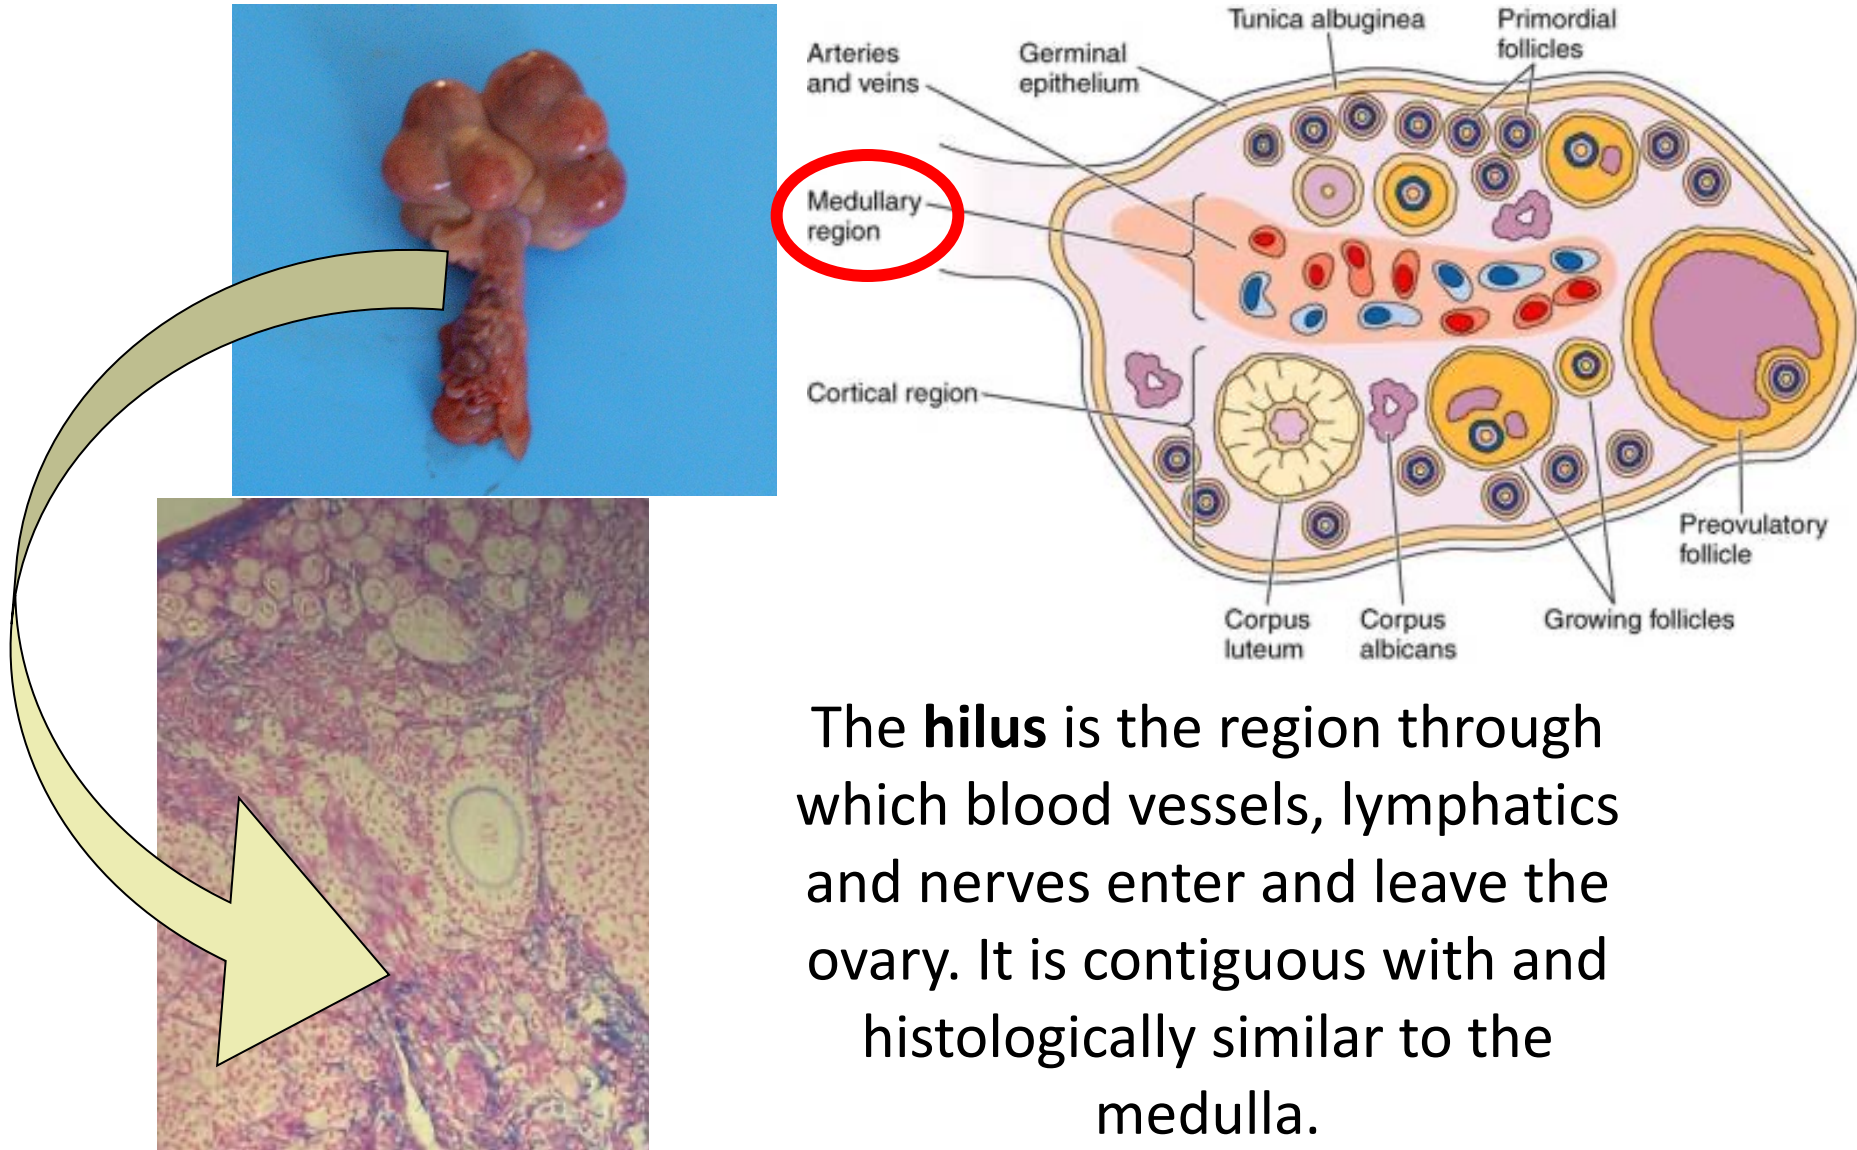 Tunica albuginea
Primordial
follicles
Arteries
and veins
Germinal
epithelium
Medullary
region
Cortical region
Preovulatory
follicle
Corpus
luteum
Corpus
albicans
Growing follicles
The hilus is the region through
which blood vessels, lymphatics
and nerves enter and leave the
ovary. It is contiguous with and
histologically similar to the
medulla.